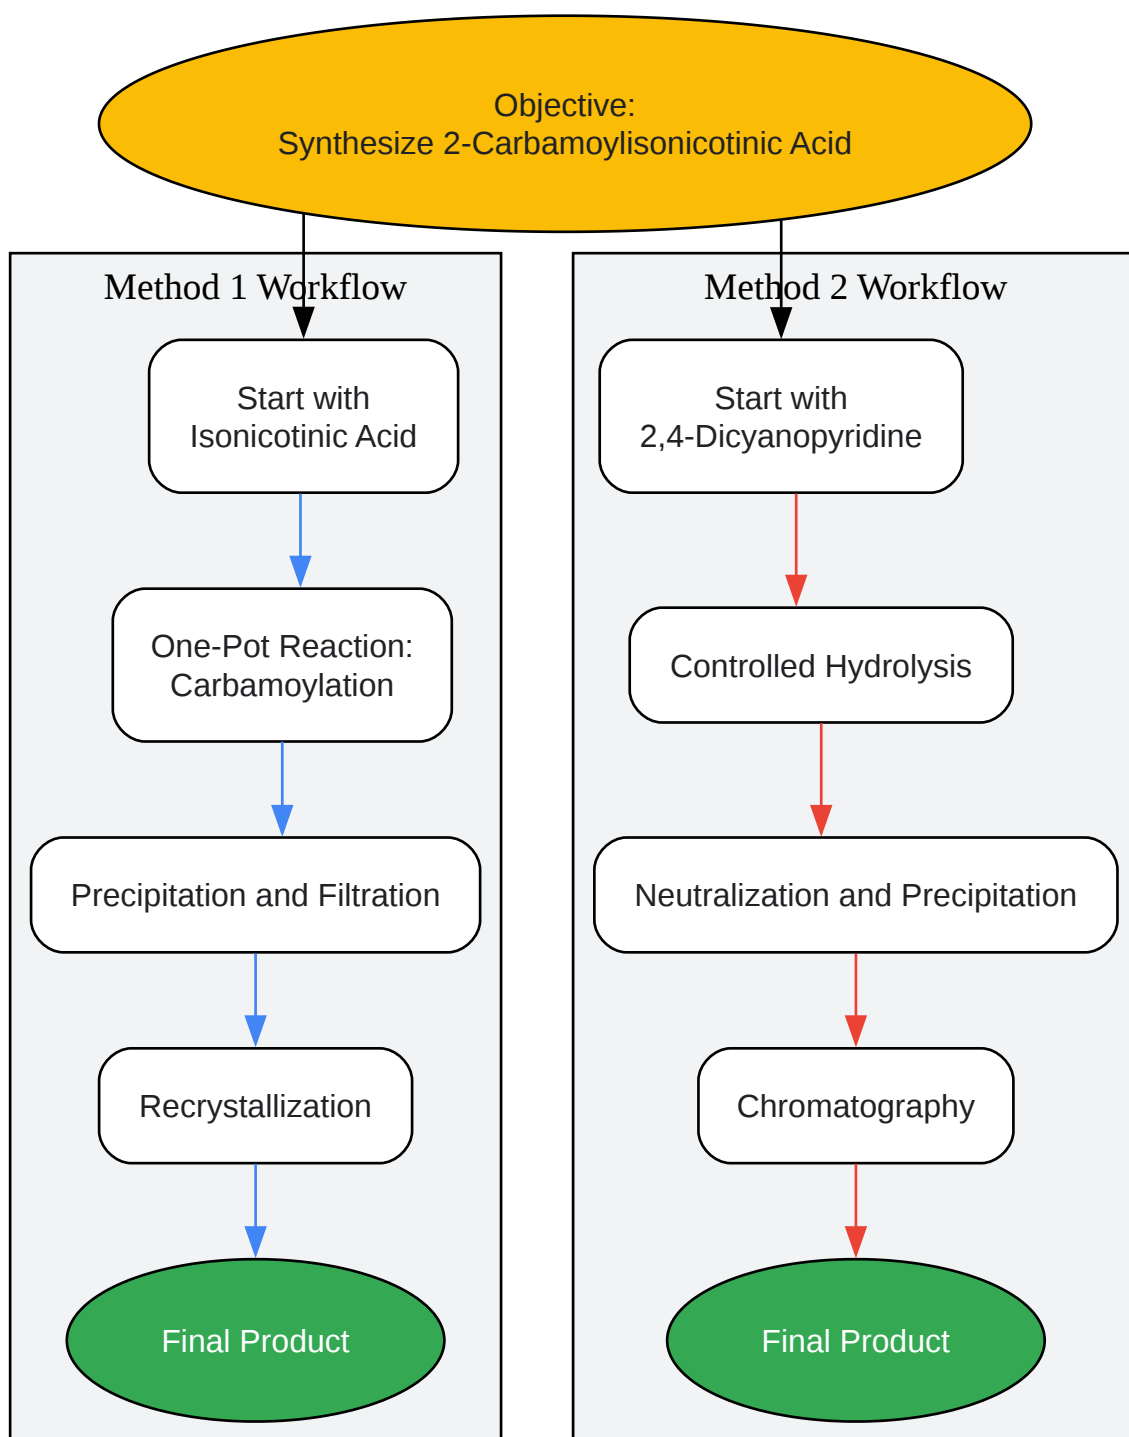 Objective:
Synthesize 2-Carbamoylisonicotinic Acid
Method 1 Workflow
Start with
Isonicotinic Acid
One-Pot Reaction:
Carbamoylation
Precipitation and Filtration
Recrystallization
Final Product
Method 2 Workflow
Start with
2,4-Dicyanopyridine
Controlled Hydrolysis
Neutralization and Precipitation
Chromatography
Final Product